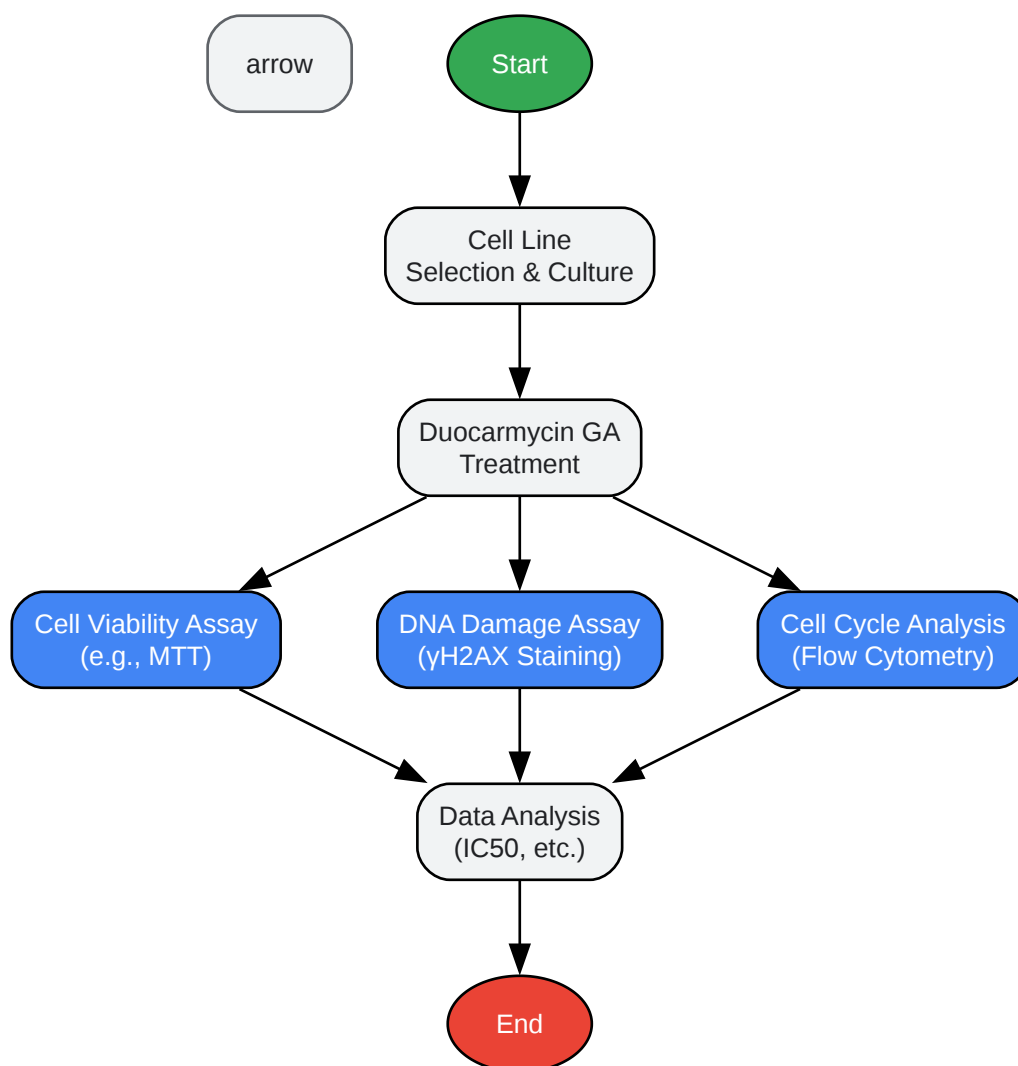 arrow
Start
Cell Line
Selection & Culture
Duocarmycin GA
Treatment
Cell Viability Assay
(e.g., MTT)
DNA Damage Assay
(γH2AX Staining)
Cell Cycle Analysis
(Flow Cytometry)
Data Analysis
(IC50, etc.)
End